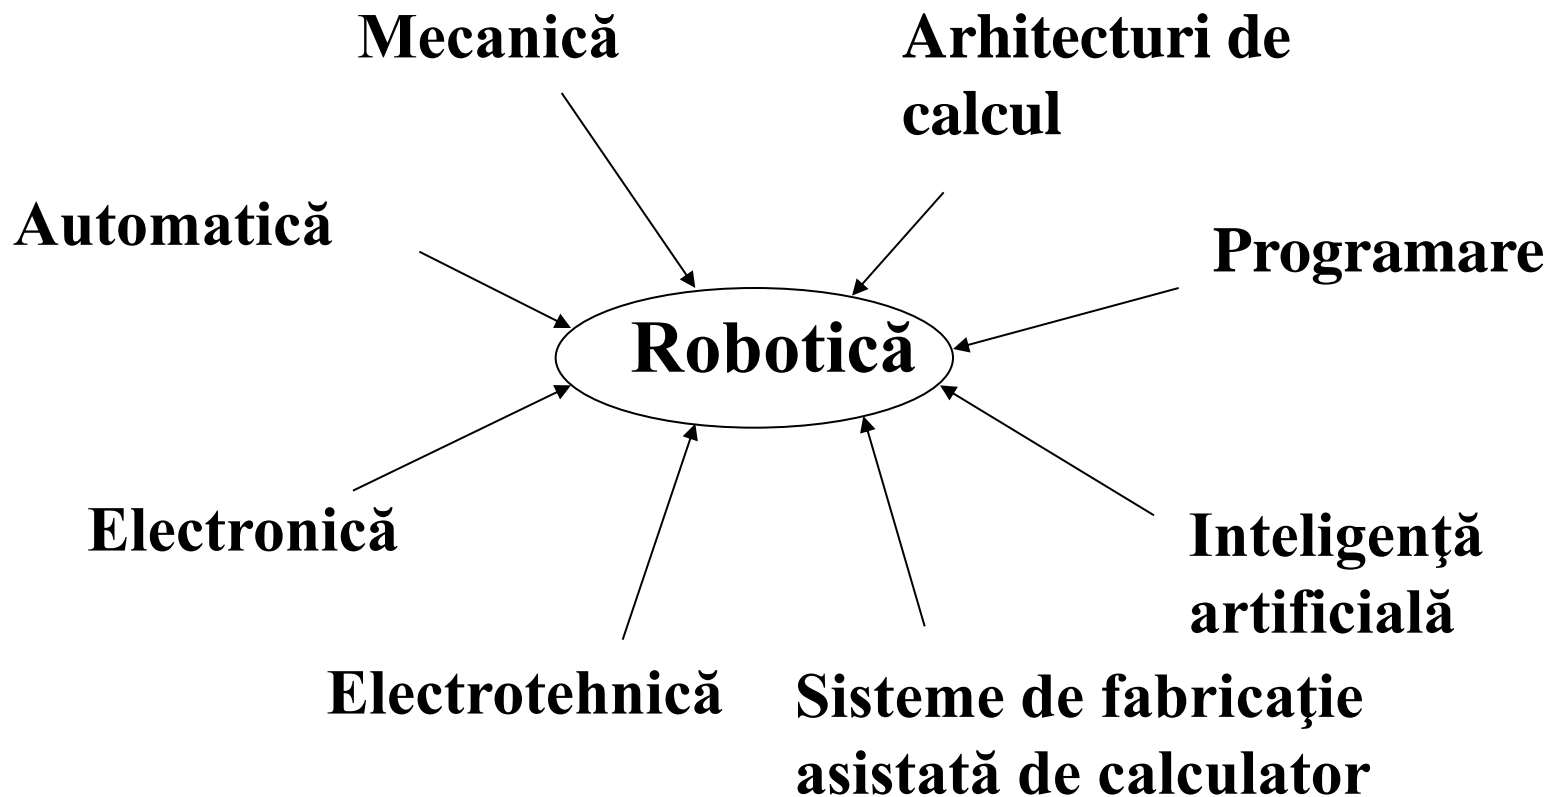 Mecanică
Arhitecturi de
calcul
Automatică
Programare
Robotică
Electronică
Inteligenţă
artificială
Electrotehnică
Sisteme de fabricaţie
asistată de calculator